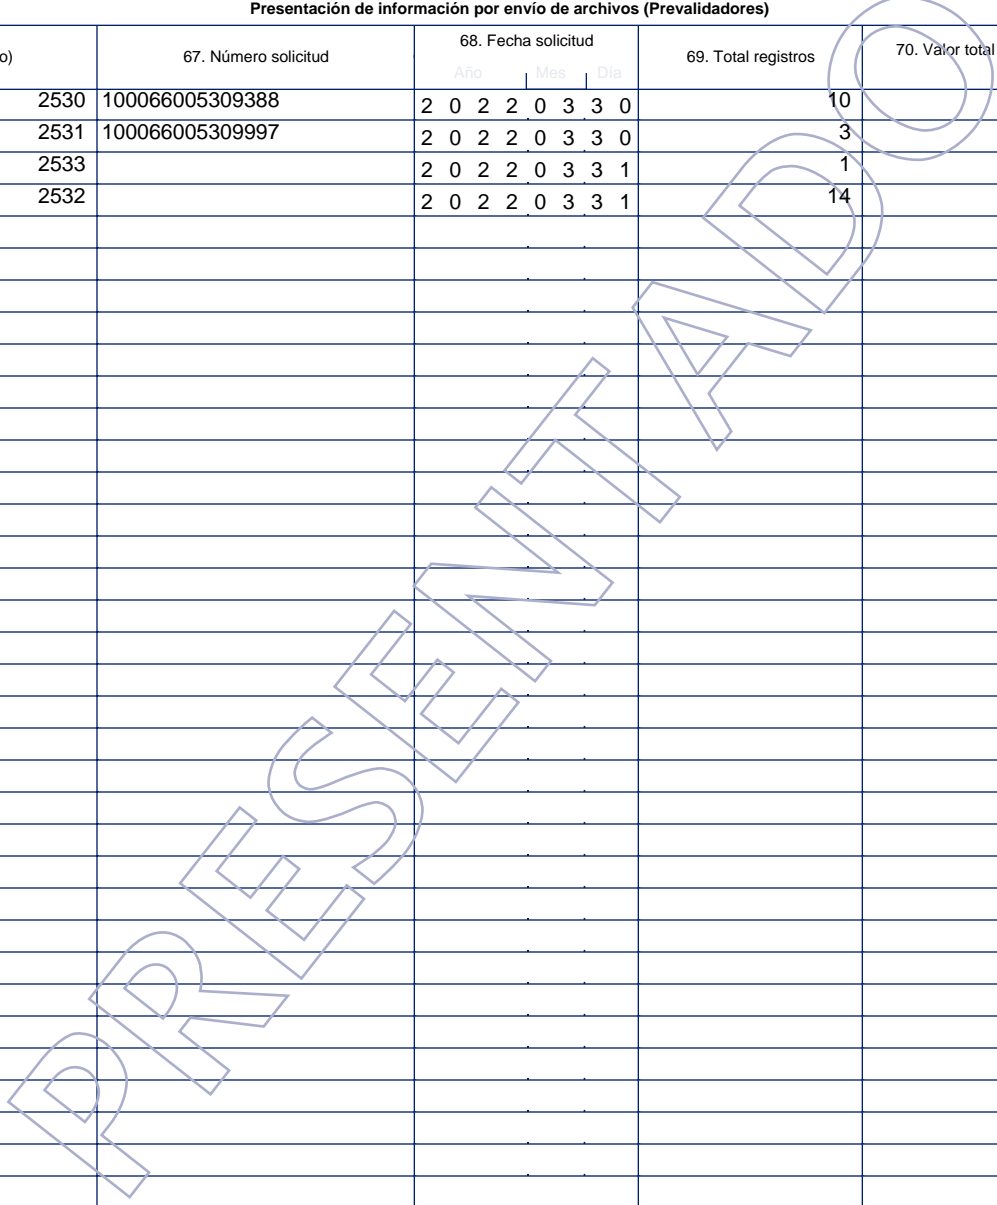 Presentación de información por envío de archivos (Prevalidadores)
o) 67. Número solicitud 68. Fecha solicitud 69. Total registros 70. Valor total
Año Mes Día
2530 100066005309388 2 0 2 2 0 3 3 0 10
2531 100066005309997 2 0 2 2 0 3 3 0 3
2533 2 0 2 2 0 3 3 1 1
2532 2 0 2 2 0 3 3 1 14
PRESENTADO